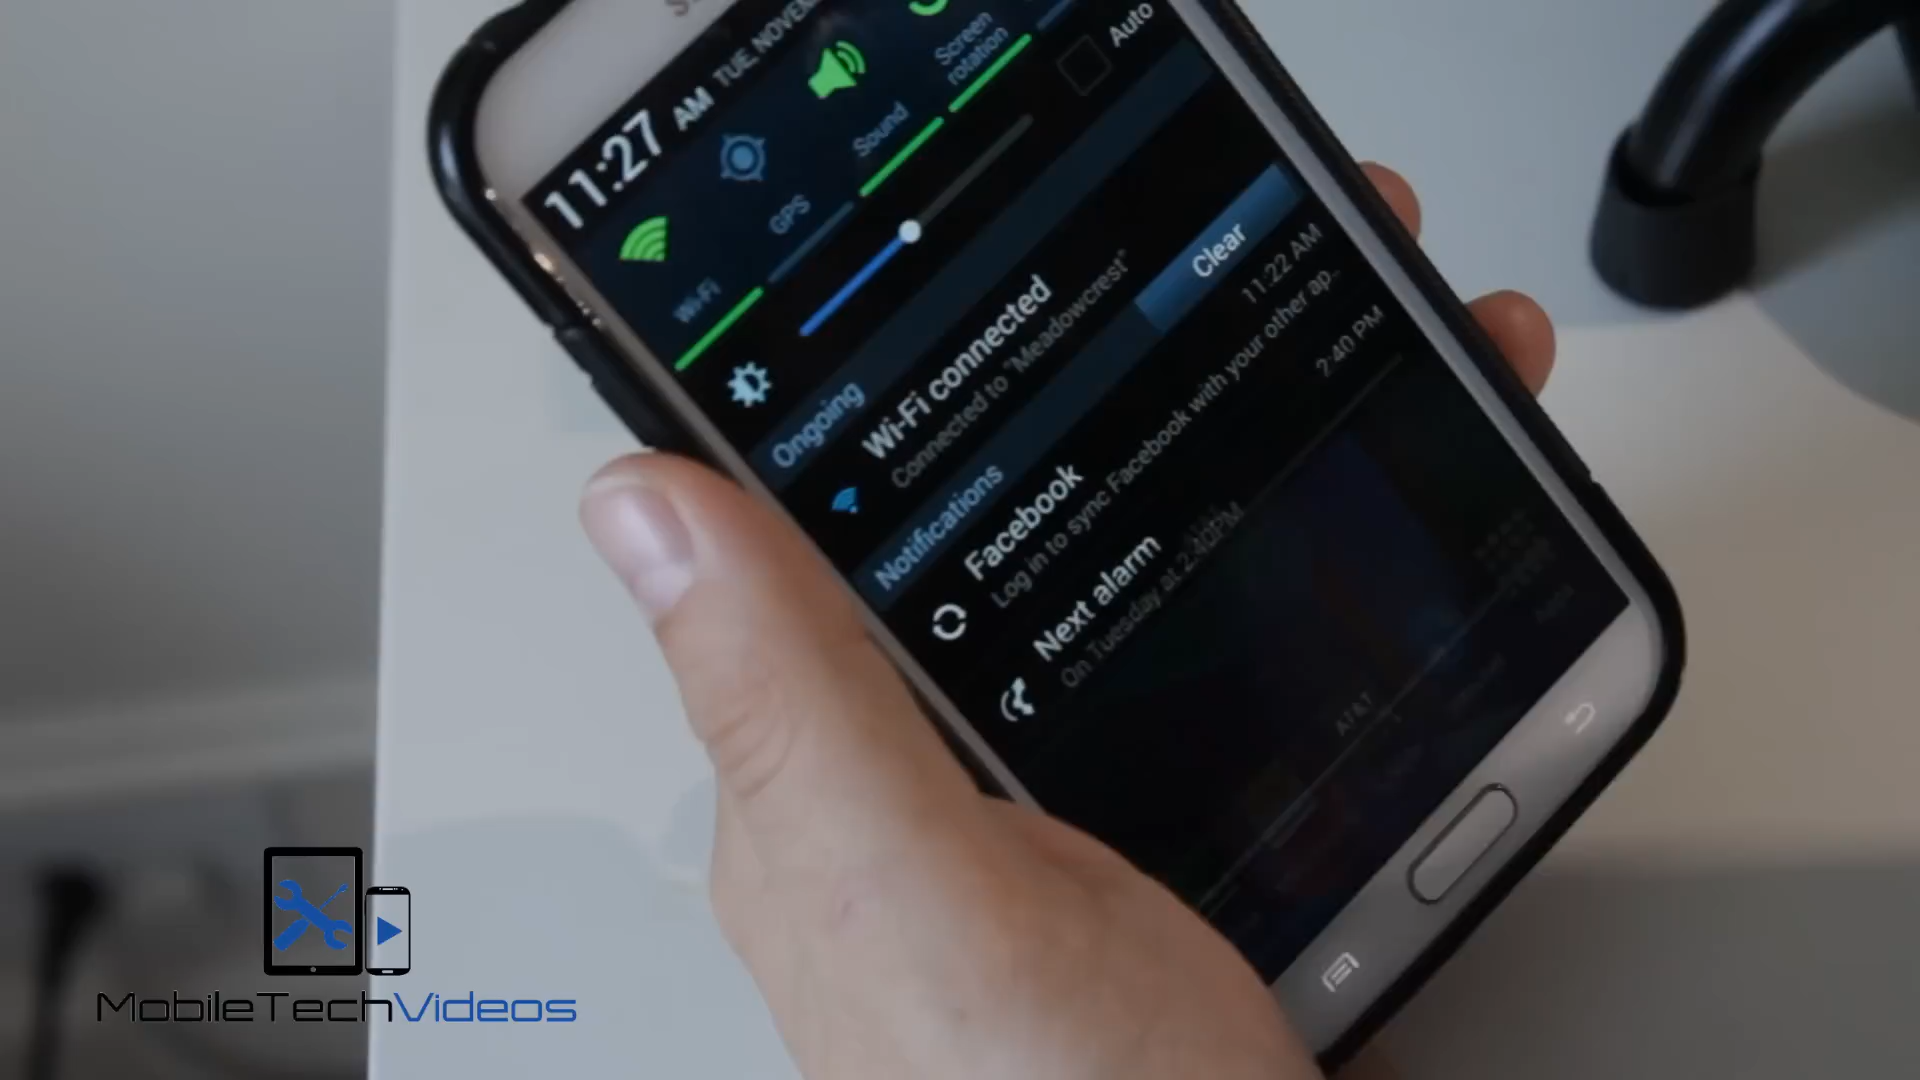 11:27 AM TUE, NOVEM
Wi-Fi
GPS
Sound
Screen
rotation
Auto
Ongoing
Wi-Fi connected
Connected to "Meadowcrest"
Notifications
Clear
Facebook
11:22 AM
Log in to sync Facebook with your other ap..
Next alarm
2:40 PM
On Tuesday at 2:40PM
AT&T
MobileTechVideos